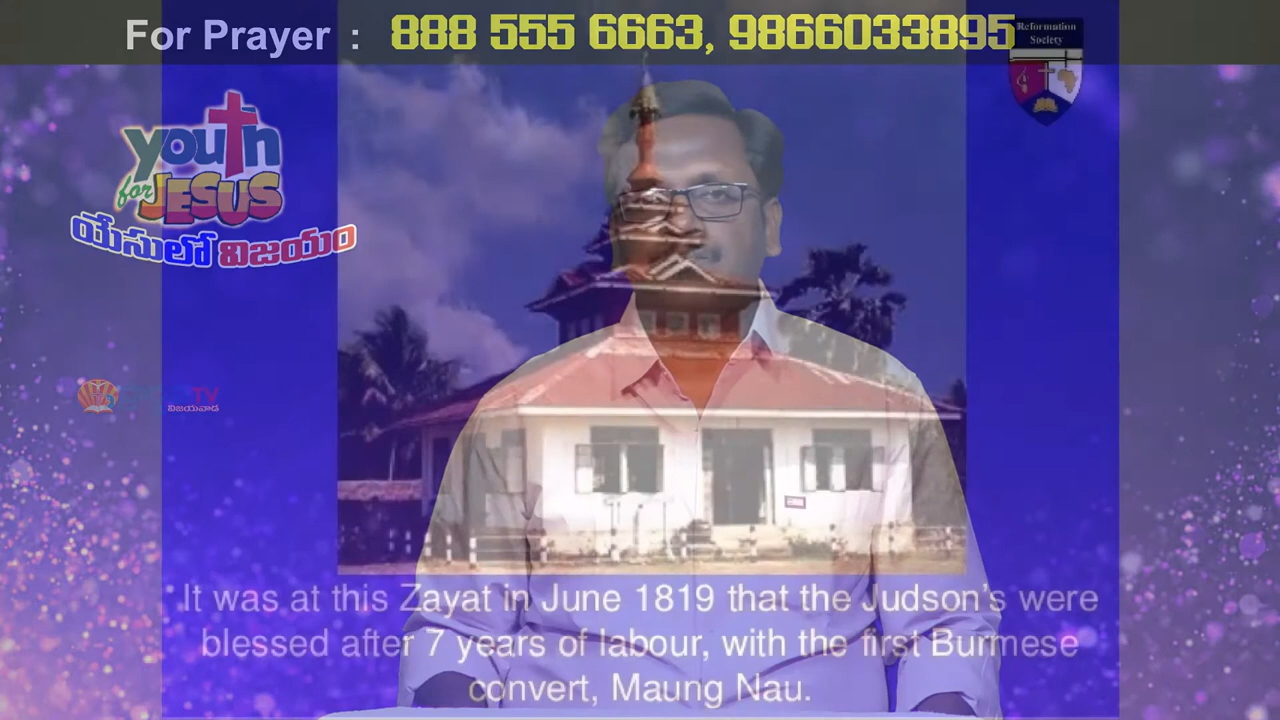 For Prayer : 888 555 6663, 9866033895
Reformation
Society
youth
for JESUS
యేసులో విజయం
TV
విజయవాడ
It was at this Zayat in June 1819 that the Judson's were
blessed after 7 years of labour, with the first Burmese
convert, Maung Nau.